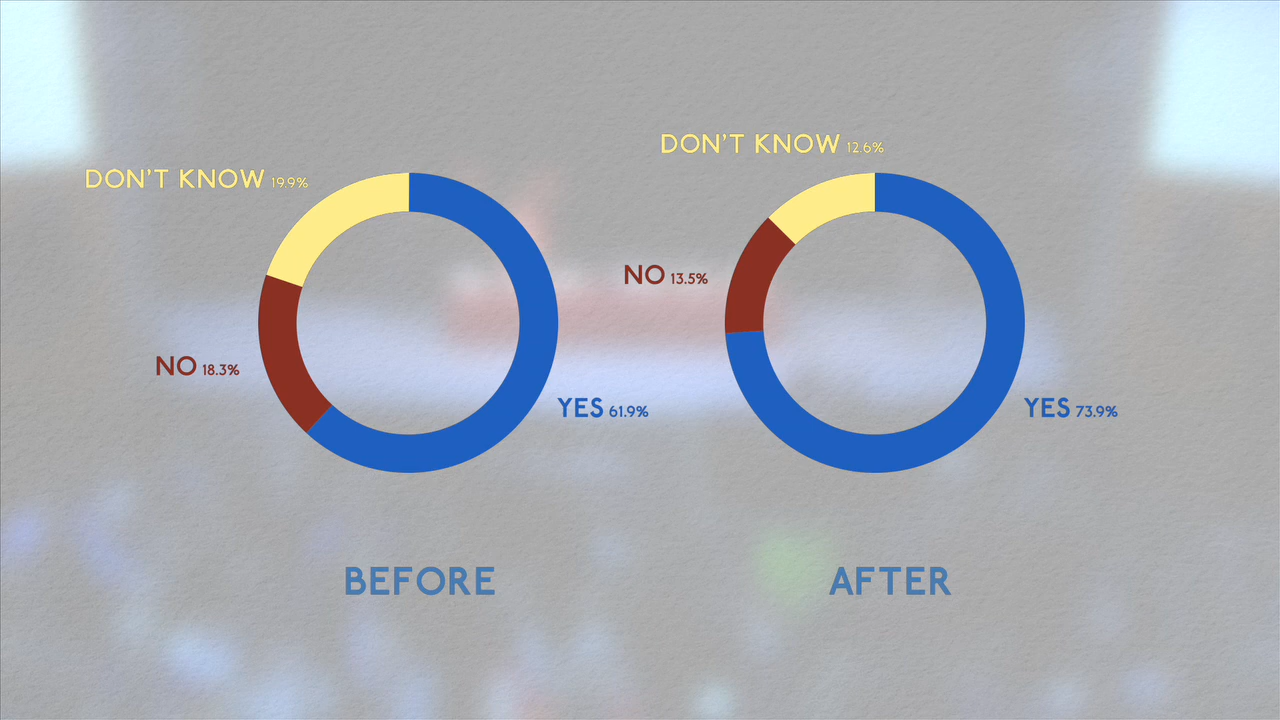 DON'T KNOW 12.6%
DON'T KNOW 19.9%
NO 13.5%
NO 18.3%
YES 61.9%
YES 73.9%
BEFORE
AFTER